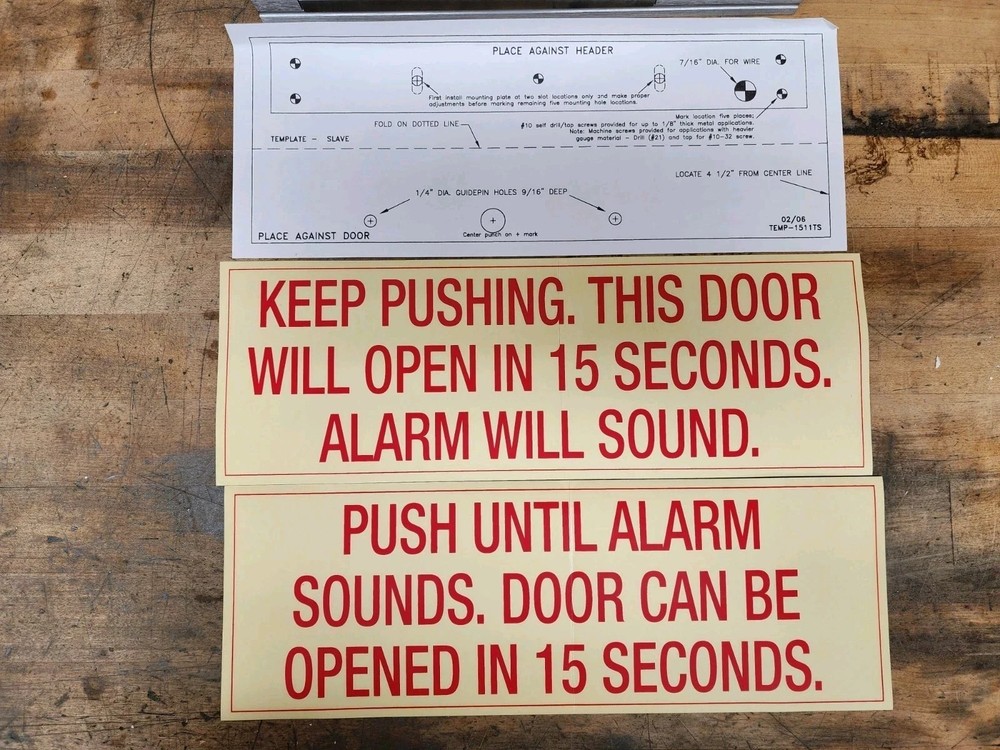 PLACE AGAINST HEADER
7/16" DIA. FOR WIRE
First install mounting plate at two slot locations only and make proper
adjustments before marking remaining five mounting hole locations.
Mark location five places;
#10 self drill/tap screws provided for up to 1/8" thick metal applications.
Note: Machine screws provided for applications with heavier
gauge material - Drill (#21) and tap for #10-32 screw.
FOLD ON DOTTED LINE
TEMPLATE - SLAVE
LOCATE 4 1/2" FROM CENTER LINE
1/4" DIA. GUIDEPIN HOLES 9/16" DEEP
02/06
TEMP-1511TS
PLACE AGAINST DOOR
Center punch on + mark
KEEP PUSHING. THIS DOOR
WILL OPEN IN 15 SECONDS.
ALARM WILL SOUND.
PUSH UNTIL ALARM
SOUNDS. DOOR CAN BE
OPENED IN 15 SECONDS.